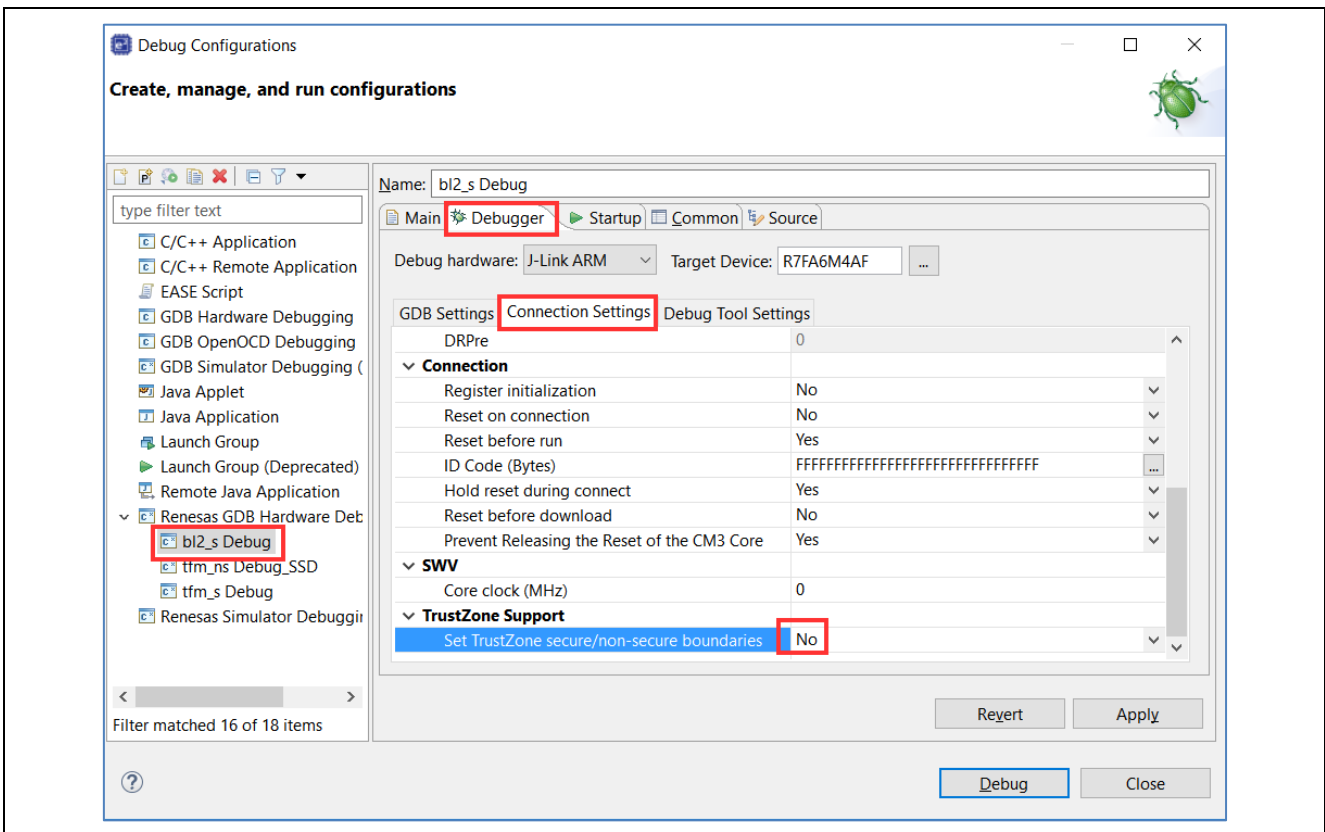 Debug Configurations
Create, manage, and run configurations
type filter text
C/C++ Application
C/C++ Remote Application
EASE Script
GDB Hardware Debugging
GDB OpenOCD Debugging
GDB Simulator Debugging (
Java Applet
Java Application
Launch Group
Launch Group (Deprecated)
Remote Java Application
Renesas GDB Hardware Deb
bl2_s Debug
tfm_ns Debug_SSD
tfm_s Debug
Renesas Simulator Debuggin
Filter matched 16 of 18 items
Name: bl2_s Debug
Main Debugger Startup Common Source
Debug hardware: J-Link ARM Target Device: R7FA6M4AF ...
GDB Settings Connection Settings Debug Tool Settings
DRPre 0
Connection
Register initialization No
Reset on connection No
Reset before run Yes
ID Code (Bytes) FFFFFFFFFFFFFFFFFFFFFFFFFFFFFFFF ...
Hold reset during connect Yes
Reset before download No
Prevent Releasing the Reset of the CM3 Core Yes
SWV
Core clock (MHz) 0
TrustZone Support
Set TrustZone secure/non-secure boundaries No
Revert Apply
? Debug Close